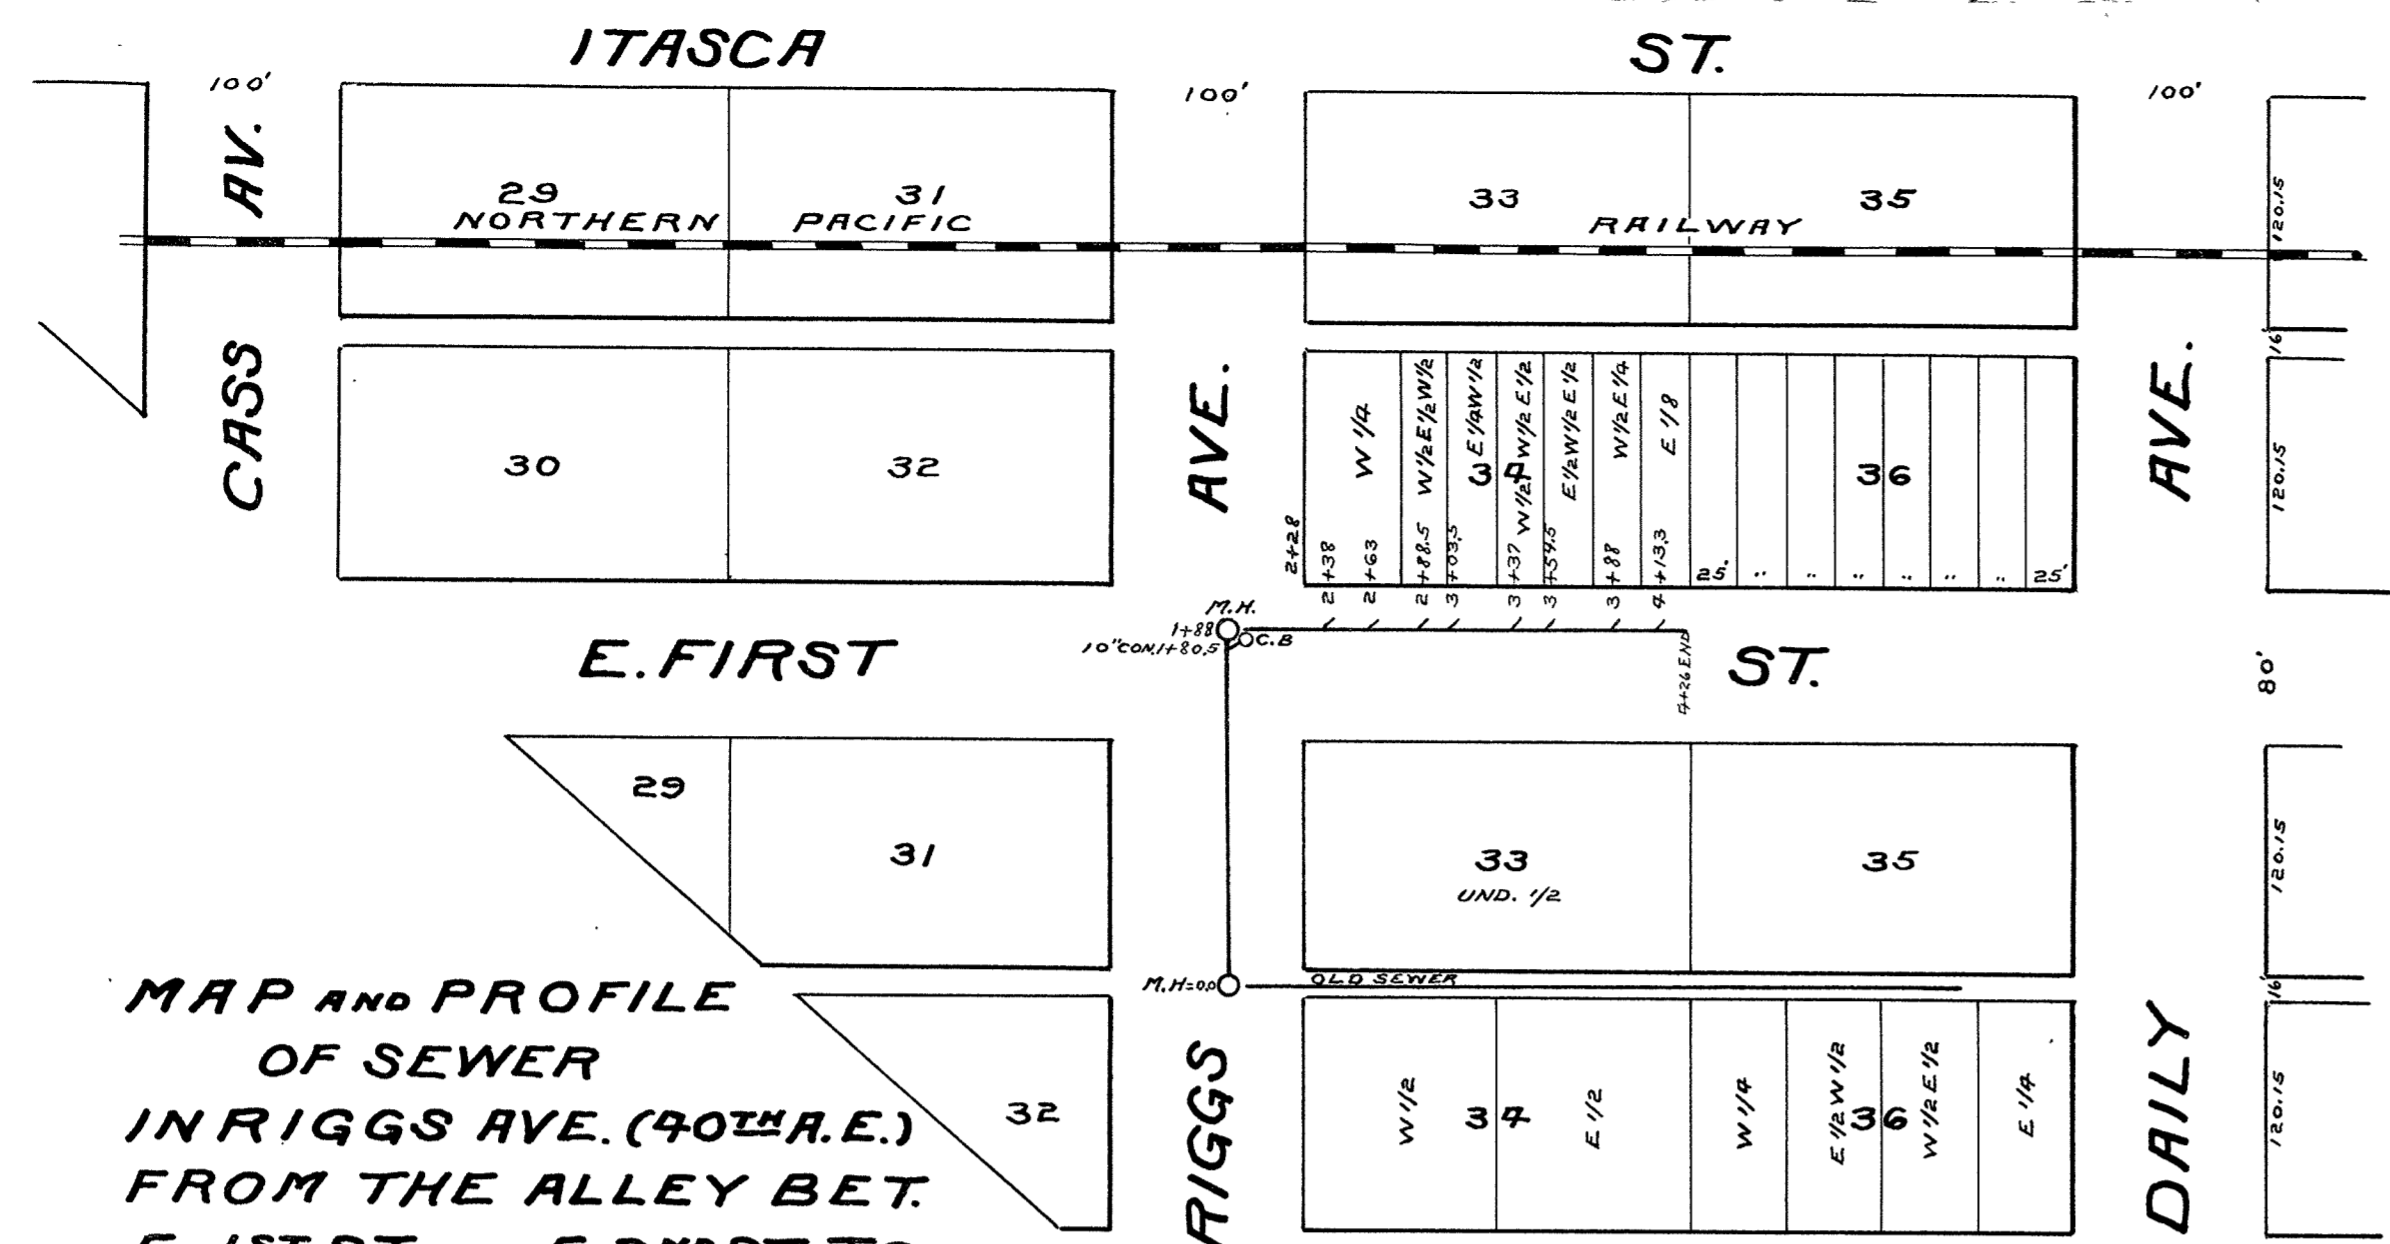 ITASCA ST.
100' 100' 100'
CASS AV.
29 31 33 35
NORTHERN PACIFIC RAILWAY
120.15
16'
RIGGS AVE.
DAILY AVE.
30 32 34 36
W 1/4
W 1/2 E 1/2 W 1/2
E 1/4 W 1/2
W 1/2 W 1/2 E 1/2
E 1/2 W 1/2 E 1/2
W 1/2 E 1/4
E 1/8
120.15
2+28
2+38
2+63
2+88.5
3+03.5
3+37
3+54.5
3+88
4+13.3
25' " " " " " " 25'
M.H.
1+88
10" CON. 1+80.5
C.B
4+26 END
E. FIRST ST.
80'
29 31 33 35
UND. 1/2
120.15
M.H=0.0
OLD SEWER
16'
32 34 36
W 1/2
E 1/2
W 1/4
E 1/2 W 1/2
W 1/2 E 1/2
E 1/4
120.15
MAP AND PROFILE
OF SEWER
IN RIGGS AVE. (40TH A.E.)
FROM THE ALLEY BET.